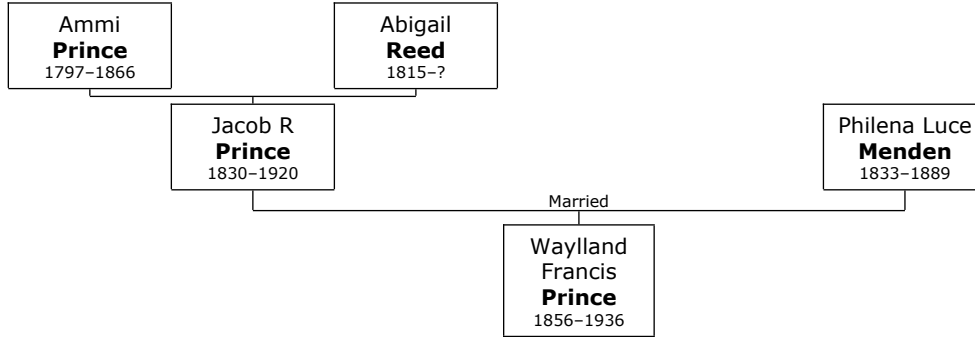 Ammi
Prince
1797–1866
Abigail
Reed
1815–?
Jacob R
Prince
1830–1920
Philena Luce
Menden
1833–1889
Married
Waylland
Francis
Prince
1856–1936